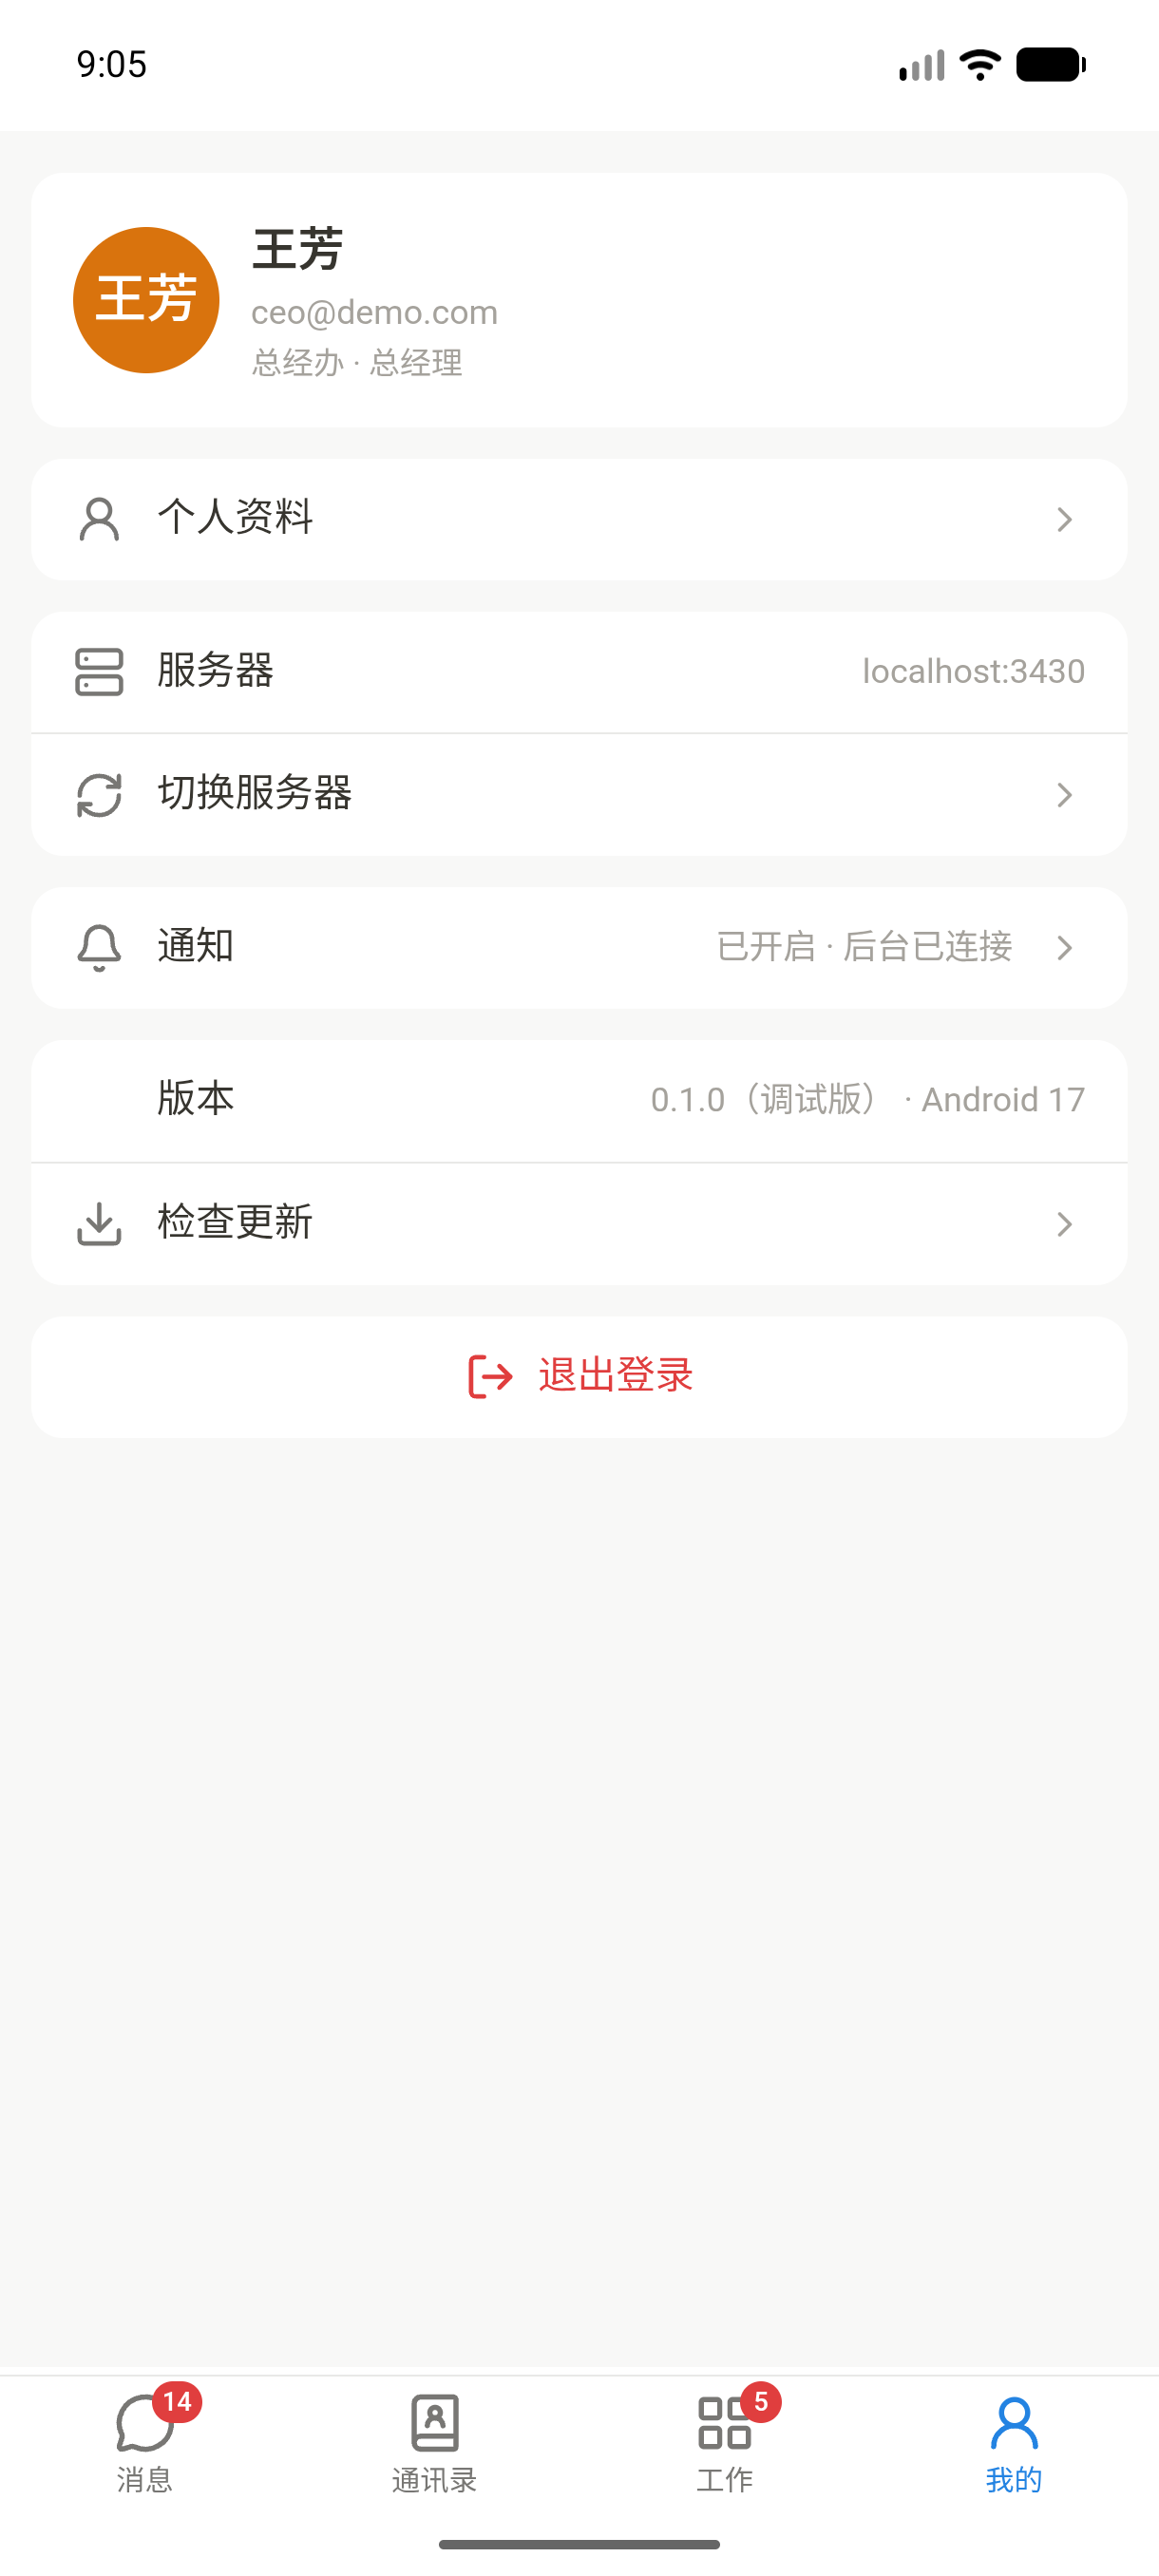 9:05
王芳
王芳
ceo@demo.com
总经办 · 总经理
个人资料
服务器 localhost:3430
切换服务器
通知 已开启 · 后台已连接
版本 0.1.0（调试版） · Android 17
检查更新
退出登录
14 5
消息 通讯录 工作 我的